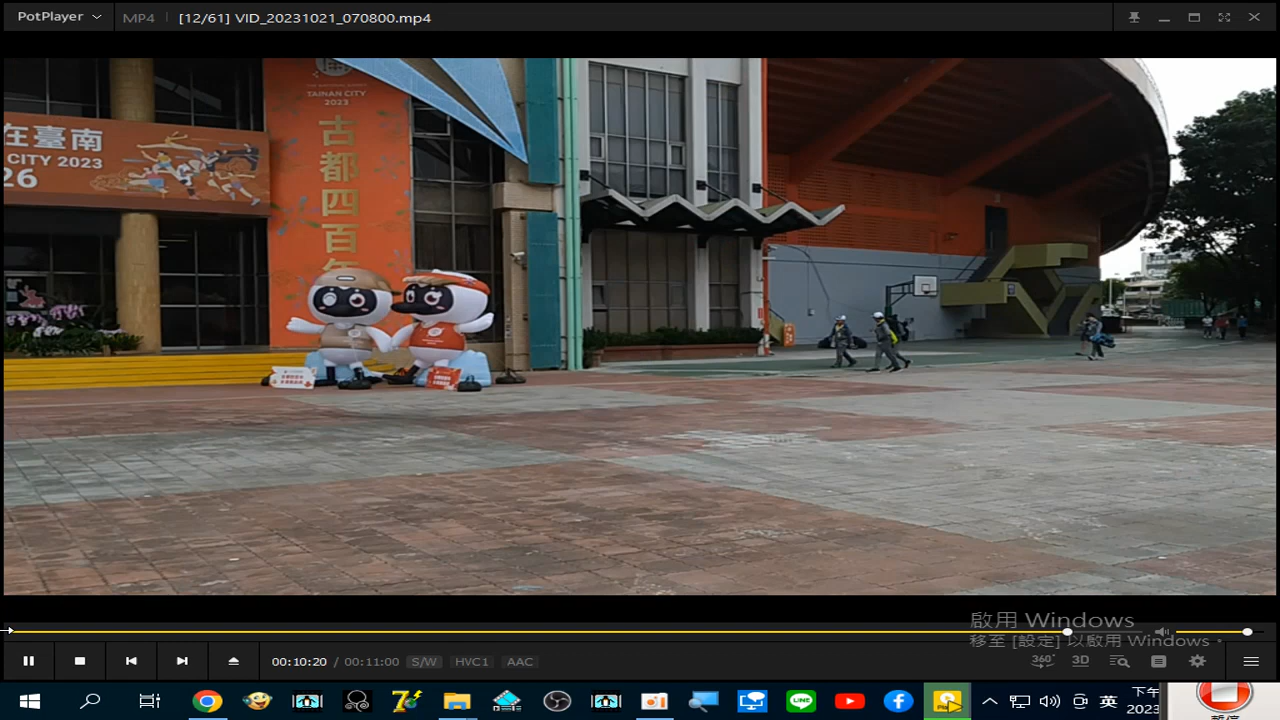 PotPlayer
MP4
[12/61] VID_20231021_070800.mp4
TAINAN CITY
2023
在臺南
CITY 2023
26
古都四百年
啟用 Windows
移至 [設定] 以啟用 Windows。
00:10:20 / 00:11:00 S/W HVC1 AAC
360°
3D
英
下午
2023